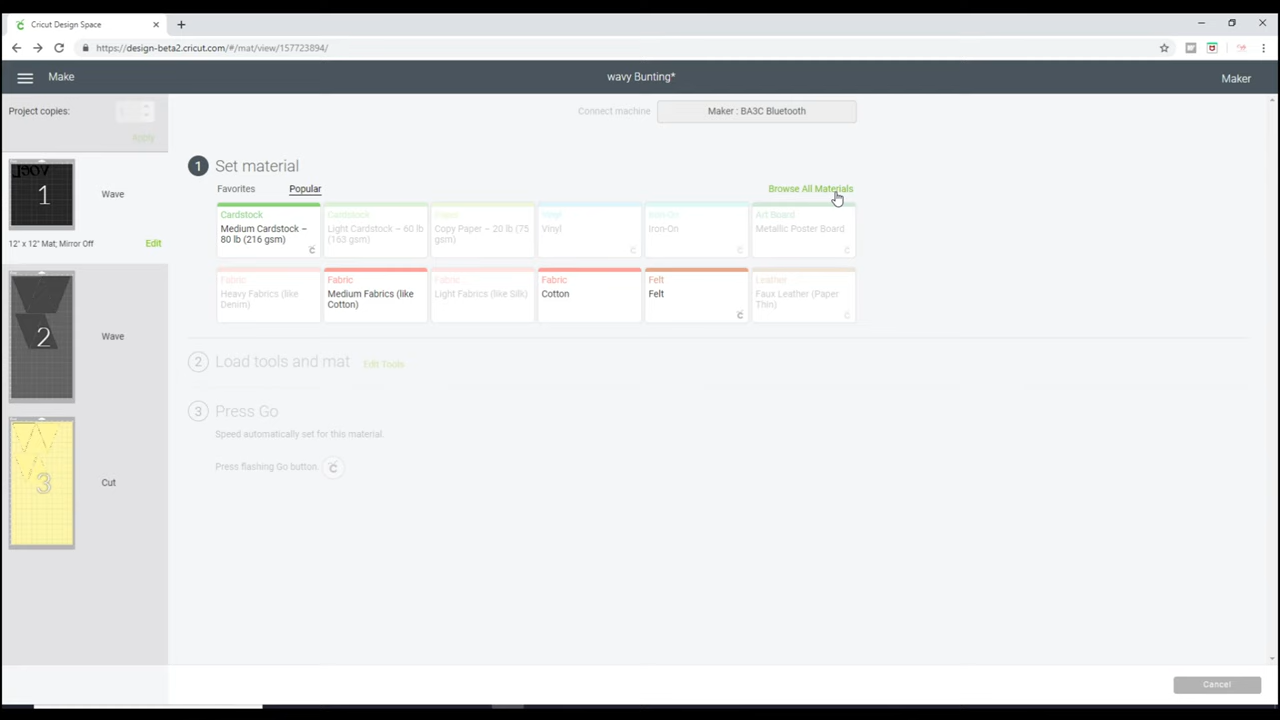 Cricut Design Space
https://design-beta2.cricut.com/#/mat/view/157723894/
Make
wavy Bunting*
Maker
Project copies:
Apply
Connect machine
Maker : BA3C Bluetooth
1
Set material
Favorites
Popular
Browse All Materials
Cardstock
Medium Cardstock – 80 lb (216 gsm)
Cardstock
Light Cardstock – 60 lb (163 gsm)
Paper
Copy Paper – 20 lb (75 gsm)
Vinyl
Vinyl
Iron-On
Iron-On
Art Board
Metallic Poster Board
Fabric
Heavy Fabrics (like Denim)
Fabric
Medium Fabrics (like Cotton)
Fabric
Light Fabrics (like Silk)
Fabric
Cotton
Felt
Felt
Leather
Faux Leather (Paper Thin)
2
Load tools and mat
Edit Tools
3
Press Go
Speed automatically set for this material.
Press flashing Go button.
1
Wave
12" x 12" Mat; Mirror Off
Edit
2
Wave
3
Cut
Cancel